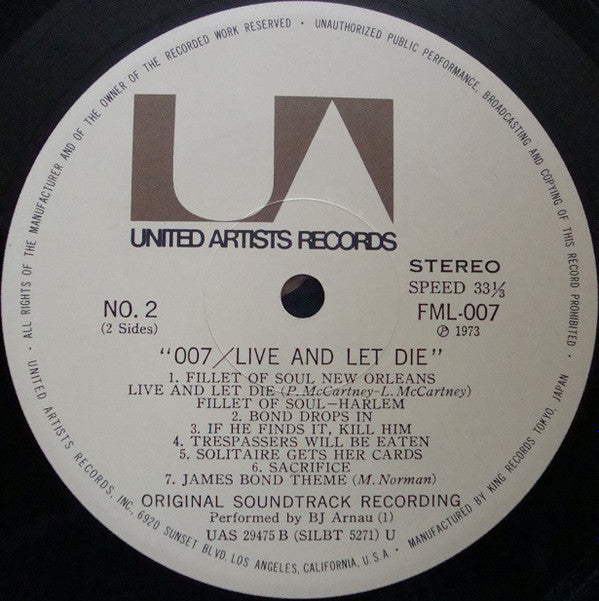 • ALL RIGHTS OF THE MANUFACTURER AND OF THE OWNER OF THE RECORDED WORK RESERVED • UNAUTHORIZED PUBLIC PERFORMANCE, BROADCASTING AND COPYING OF THIS RECORD PROHIBITED •
UA
UNITED ARTISTS RECORDS
STEREO
SPEED 33⅓
NO. 2
FML-007
(2 Sides)
℗ 1973
"007/LIVE AND LET DIE"
1. FILLET OF SOUL NEW ORLEANS
LIVE AND LET DIE (P. McCartney-L. McCartney)
FILLET OF SOUL-HARLEM
2. BOND DROPS IN
3. IF HE FINDS IT, KILL HIM
4. TRESPASSERS WILL BE EATEN
5. SOLITAIRE GETS HER CARDS
6. SACRIFICE
7. JAMES BOND THEME (M. Norman)
ORIGINAL SOUNDTRACK RECORDING
Performed by BJ Arnau (1)
UAS 29475 B (SILBT 5271) U
UNITED ARTISTS RECORDS, INC., 6920 SUNSET BLVD, LOS ANGELES, CALIFORNIA, U.S.A. • MANUFACTURED BY KING RECORDS TOKYO, JAPAN